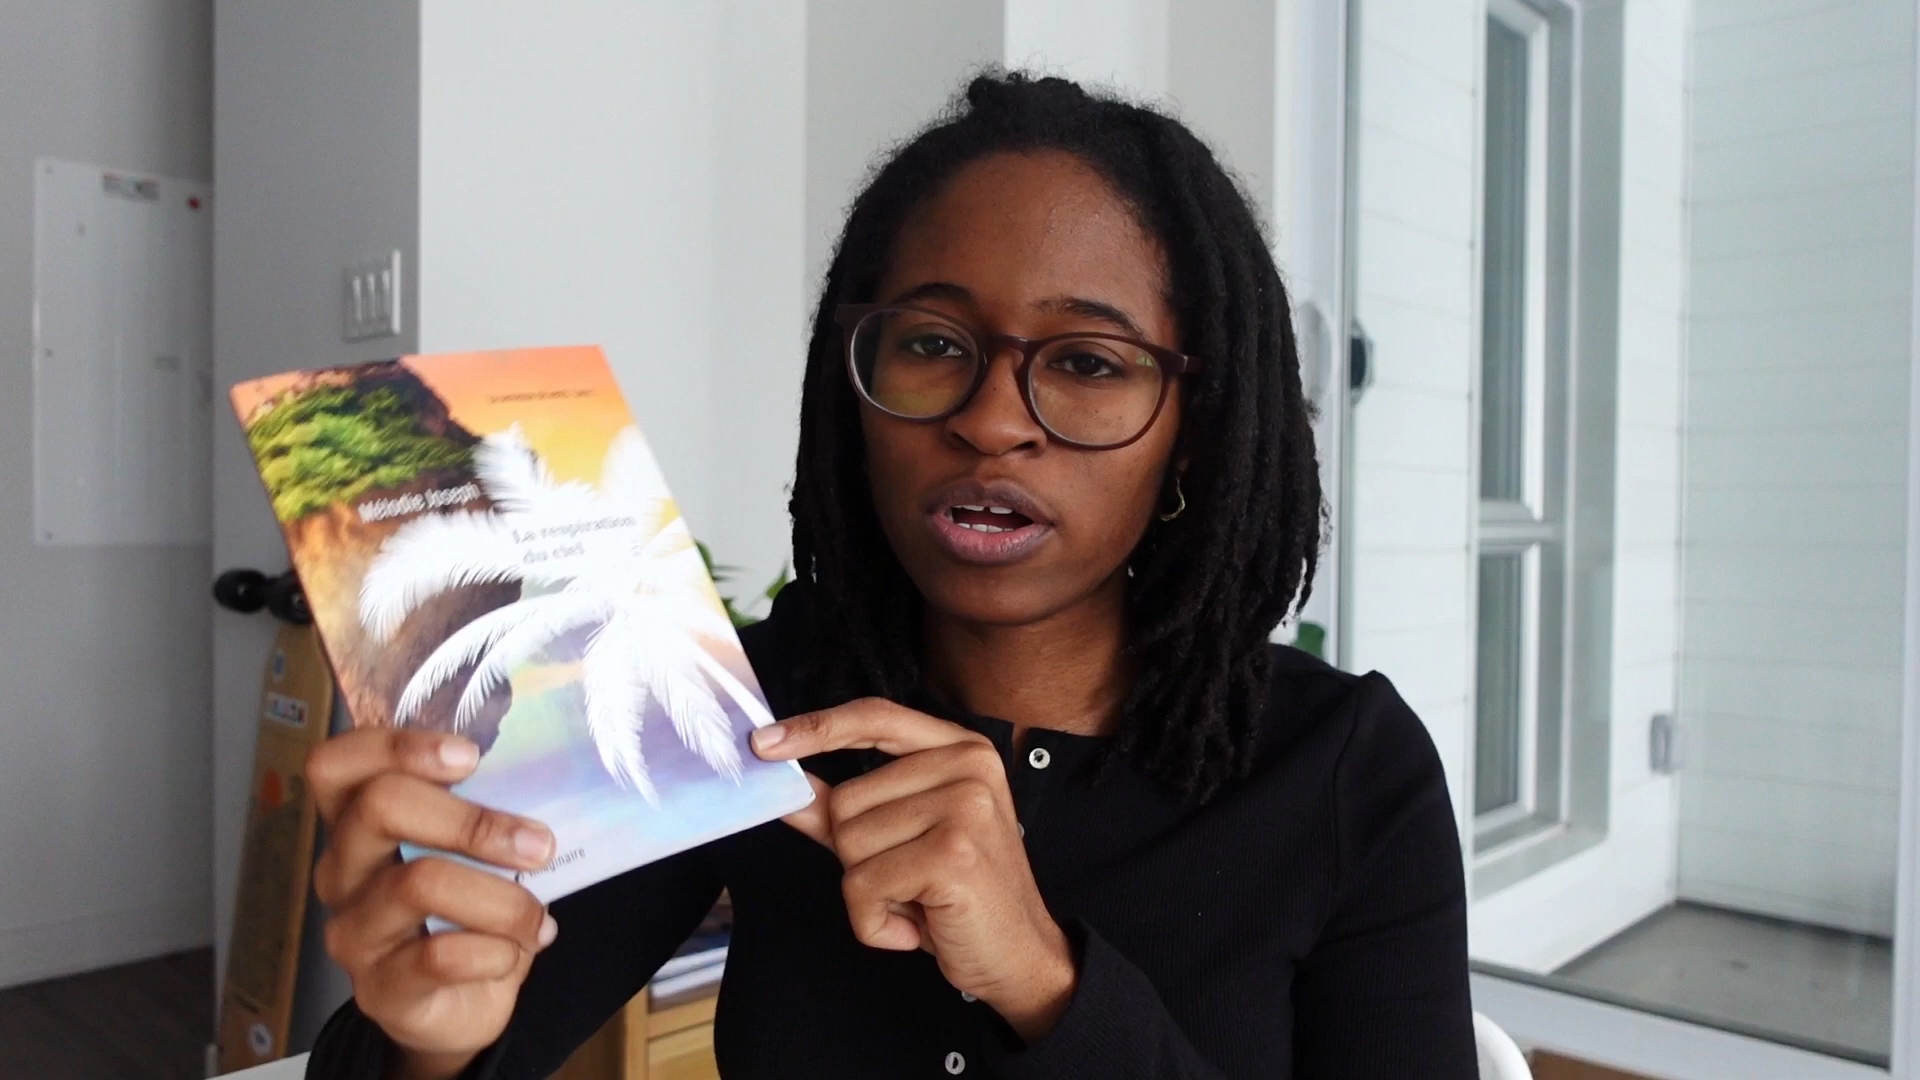 Mélodie Joseph
La respiration
du ciel
imaginaire